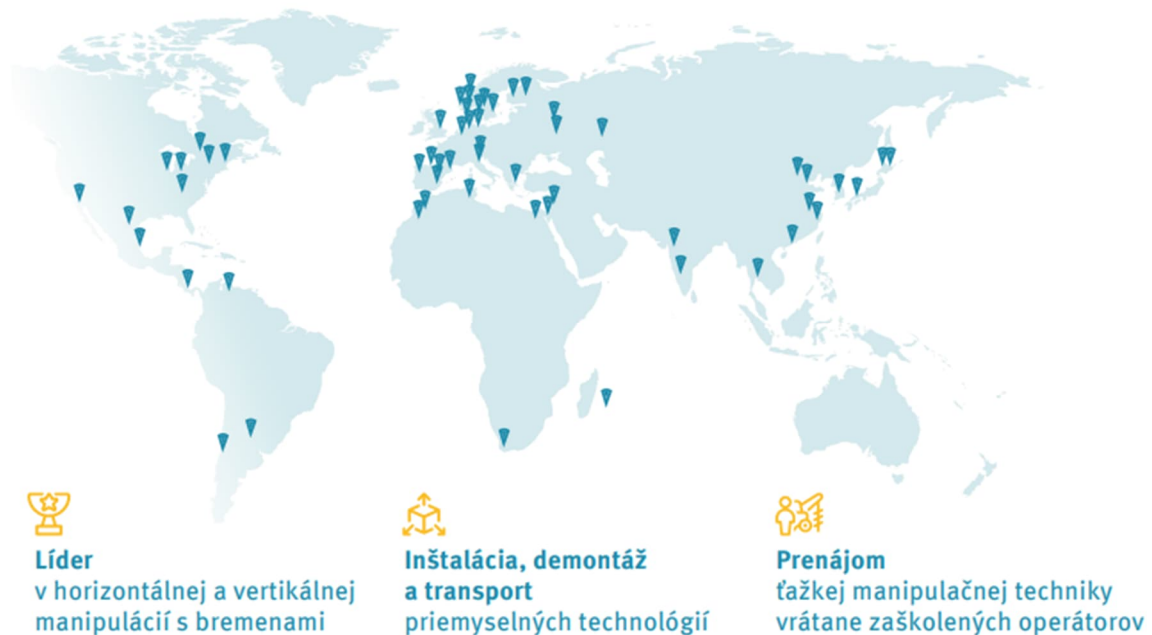 Líder
v horizontálnej a vertikálnej
manipulácií s bremenami
Inštalácia, demontáž
a transport
priemyselných technológií
Prenájom
ťažkej manipulačnej techniky
vrátane zaškolených operátorov